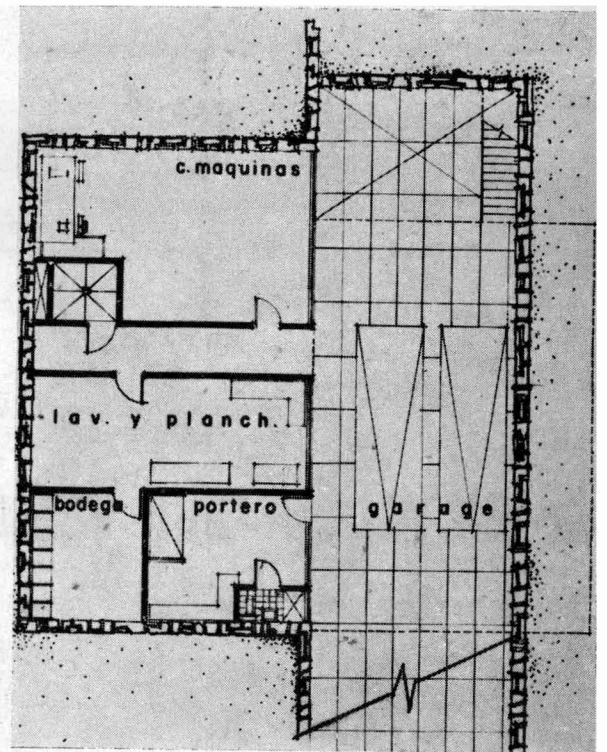 c. maquinas
lav. y planch.
bodega
portero
garage